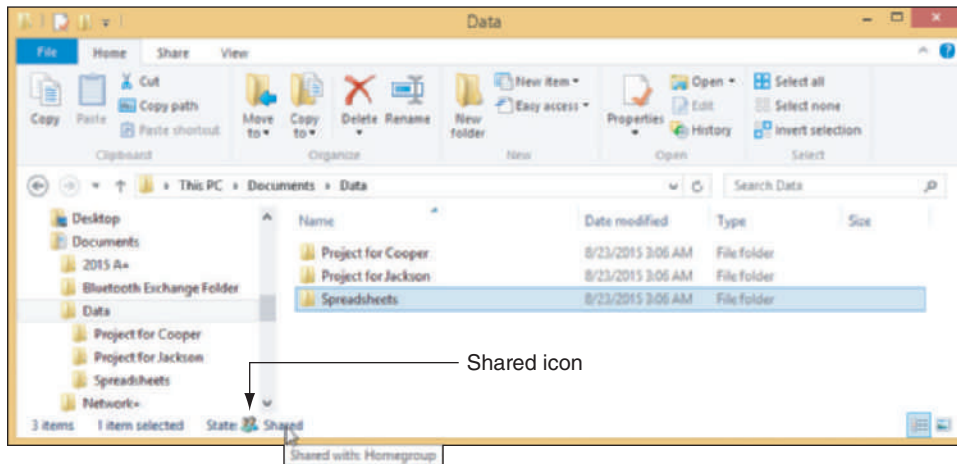 Data
File Home Share View
Copy
Paste
Cut
Copy path
Paste shortcut
Clipboard
Move to
Copy to
Delete
Rename
Organize
New folder
New item
Easy access
New
Properties
Open
Edit
History
Open
Select all
Select none
Invert selection
Select
This PC Documents Data
Search Data
Desktop
Documents
2015 A+
Bluetooth Exchange Folder
Data
Project for Cooper
Project for Jackson
Spreadsheets
Network+
Name Date modified Type Size
Project for Cooper 8/23/2015 3:06 AM File folder
Project for Jackson 8/23/2015 3:06 AM File folder
Spreadsheets 8/23/2015 3:06 AM File folder
Shared icon
3 items 1 item selected State: Shared
Shared with: Homegroup